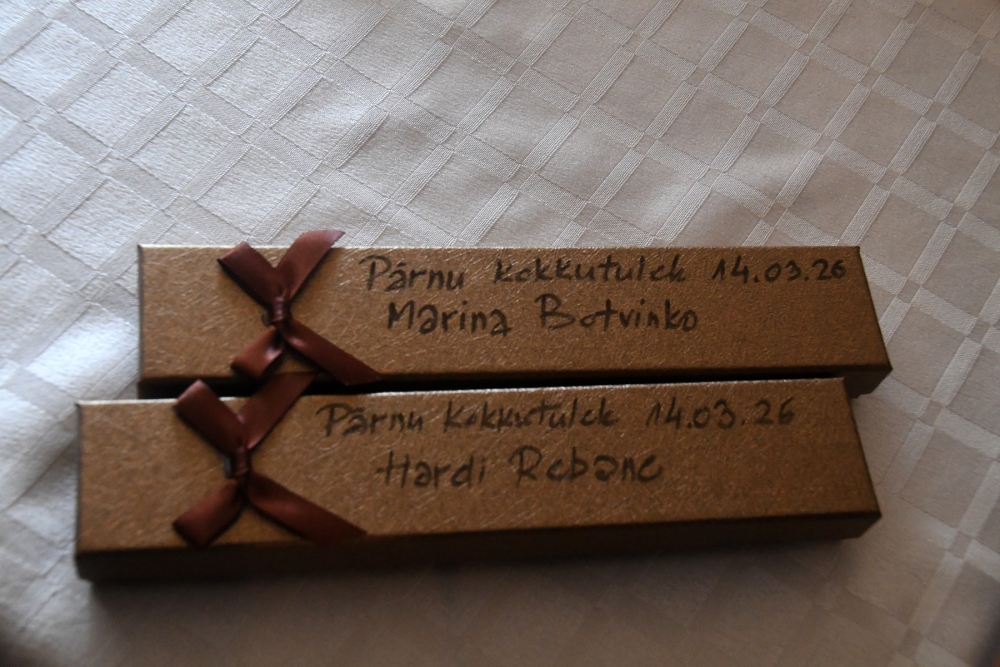 Pärnu kokkutulek 14.03.26
Marina Botvinko
Pärnu kokkutulek 14.03.26
Hardi Rebane